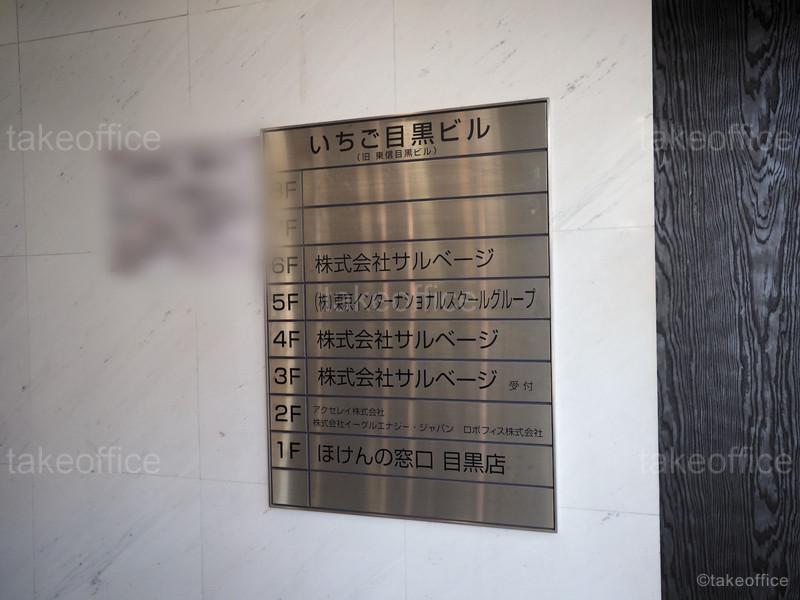 いちご目黒ビル
(旧 東信目黒ビル)
8F
7F
6F 株式会社サルベージ
5F (株)東京インターナショナルスクールグループ
4F 株式会社サルベージ
3F 株式会社サルベージ 受付
2F アクセレイ株式会社
株式会社イーグルエナジー・ジャパン ロボフィス株式会社
1F ほけんの窓口 目黒店
takeoffice
takeoffice
takeoffice
takeoffice
takeoffice
©takeoffice